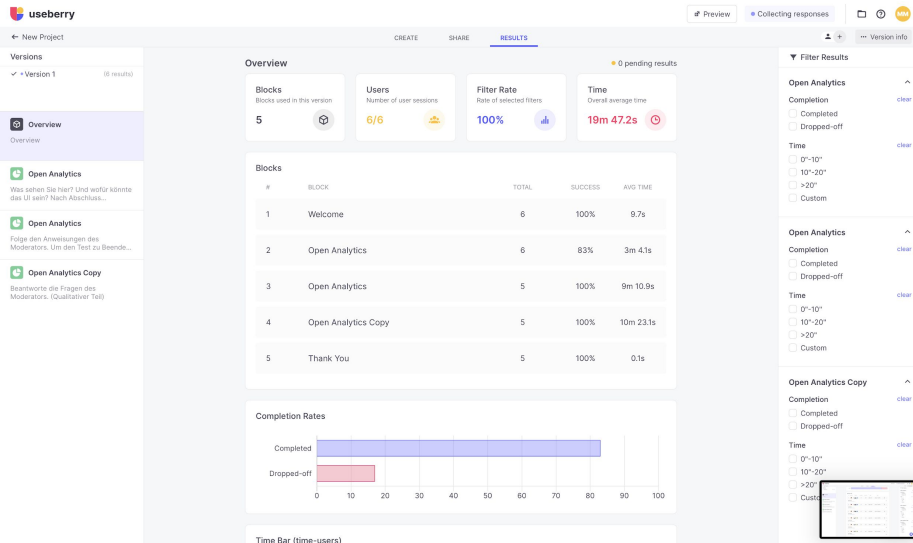 useberry
Preview
Collecting responses
MM
← New Project
CREATE
SHARE
RESULTS
+
Version info
Versions
Version 1
(6 results)
Overview
Overview
Open Analytics
Was sehen Sie hier? Und wofür könnte
das UI sein? Nach Abschluss...
Open Analytics
Folge den Anweisungen des
Moderators. Um den Test zu Beende...
Open Analytics Copy
Beantworte die Fragen des
Moderators. (Qualitativer Teil)
Overview
0 pending results
Blocks
Blocks used in this version
5
Users
Number of user sessions
6/6
Filter Rate
Rate of selected filters
100%
Time
Overall average time
19m 47.2s
Blocks
# BLOCK TOTAL SUCCESS AVG TIME
1 Welcome 6 100% 9.7s
2 Open Analytics 6 83% 3m 4.1s
3 Open Analytics 5 100% 9m 10.9s
4 Open Analytics Copy 5 100% 10m 23.1s
5 Thank You 5 100% 0.1s
Completion Rates
Completed
Dropped-off
0 10 20 30 40 50 60 70 80 90 100
Time Bar (time-users)
Filter Results
Open Analytics
Completion clear
Completed
Dropped-off
Time clear
0"-10"
10"-20"
>20"
Custom
Open Analytics
Completion clear
Completed
Dropped-off
Time clear
0"-10"
10"-20"
>20"
Custom
Open Analytics Copy
Completion clear
Completed
Dropped-off
Time clear
0"-10"
10"-20"
>20"